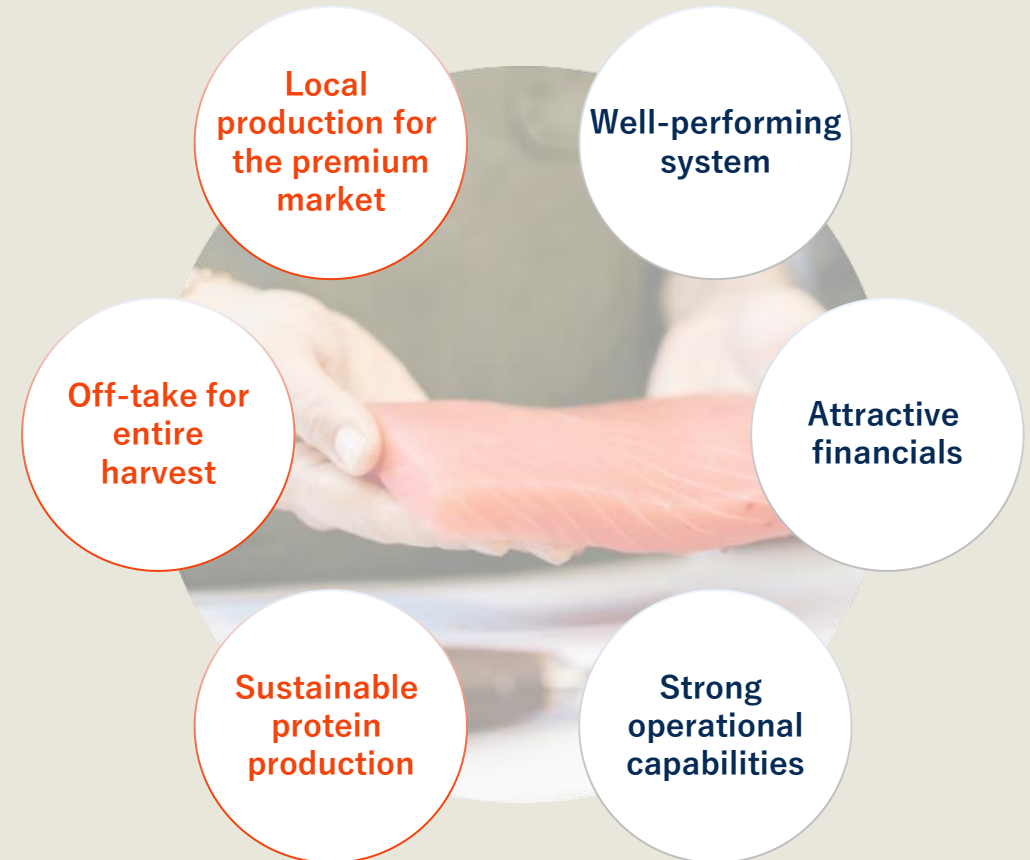 Local
production for
the premium
market
Well-performing
system
Off-take for
entire
harvest
Attractive
financials
Sustainable
protein
production
Strong
operational
capabilities